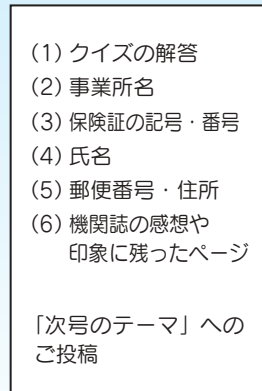 (1) クイズの解答
(2) 事業所名
(3) 保険証の記号・番号
(4) 氏名
(5) 郵便番号・住所
(6) 機関誌の感想や
印象に残ったページ
「次号のテーマ」への
ご投稿